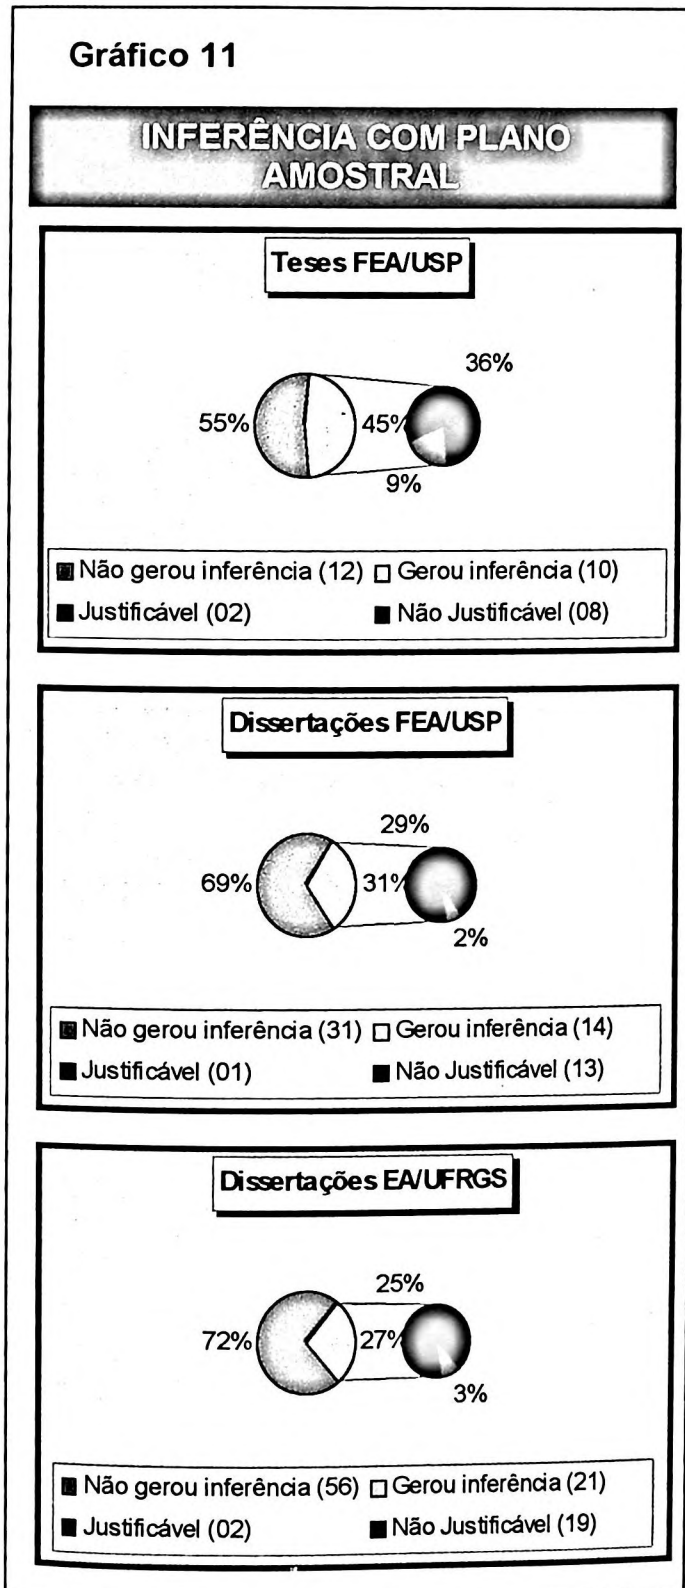 Gráfico 11
INFERÊNCIA COM PLANO
AMOSTRAL
Teses FEA/USP
36%
55%
45%
9%
Não gerou inferência (12) Gerou inferência (10)
Justificável (02) Não Justificável (08)
Dissertações FEA/USP
29%
69%
31%
2%
Não gerou inferência (31) Gerou inferência (14)
Justificável (01) Não Justificável (13)
Dissertações EA/UFRGS
25%
72%
27%
3%
Não gerou inferência (56) Gerou inferência (21)
Justificável (02) Não Justificável (19)